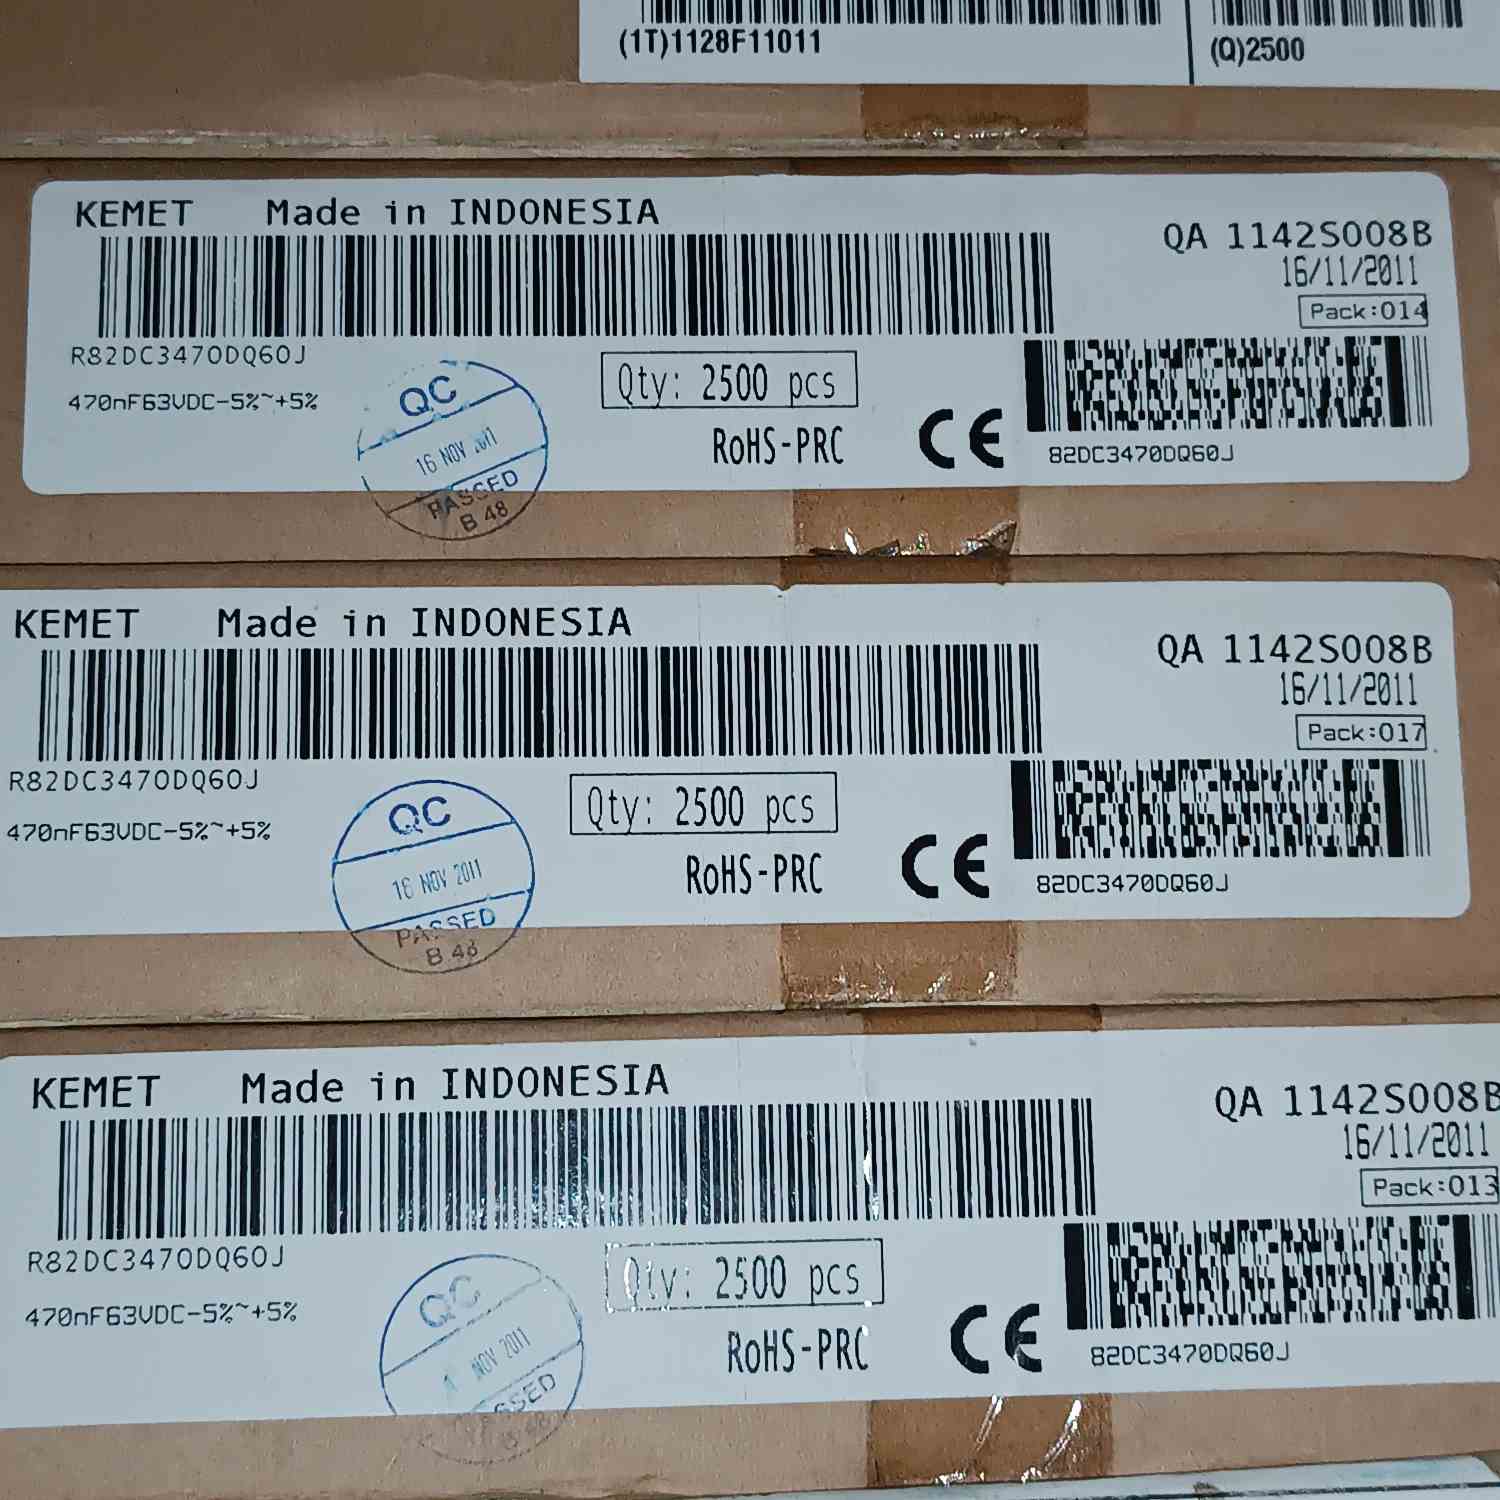 (1T)1128F11011
(Q)2500
KEMET Made in INDONESIA
QA 1142S008B
16/11/2011
Pack:014
R82DC3470DQ60J
470nF63VDC-5%~+5%
QC
16 NOV 2011
PASSED
B 48
Qty: 2500 pcs
RoHS-PRC
CE
82DC3470DQ60J
KEMET Made in INDONESIA
QA 1142S008B
16/11/2011
Pack:017
R82DC3470DQ60J
470nF63VDC-5%~+5%
QC
16 NOV 2011
PASSED
B 48
Qty: 2500 pcs
RoHS-PRC
CE
82DC3470DQ60J
KEMET Made in INDONESIA
QA 1142S008B
16/11/2011
Pack:013
R82DC3470DQ60J
470nF63VDC-5%~+5%
QC
NOV 2011
B 48
Qty: 2500 pcs
RoHS-PRC
CE
82DC3470DQ60J